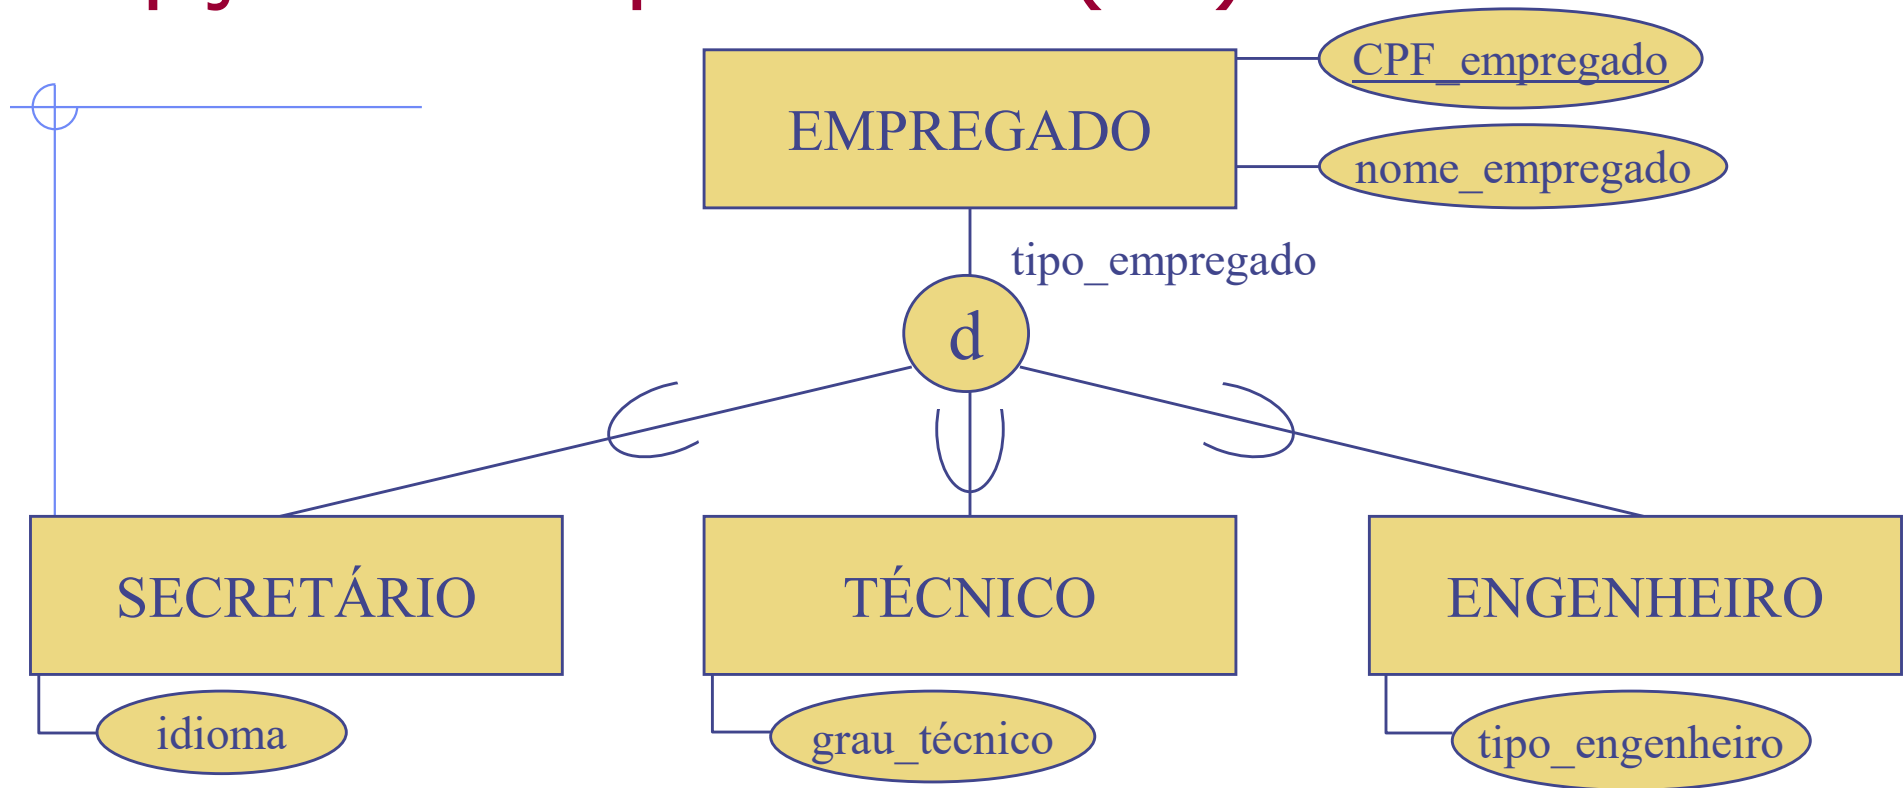 CPF_empregado
EMPREGADO
nome_empregado
tipo_empregado
d
SECRETÁRIO
TÉCNICO
ENGENHEIRO
idioma
grau_técnico
tipo_engenheiro